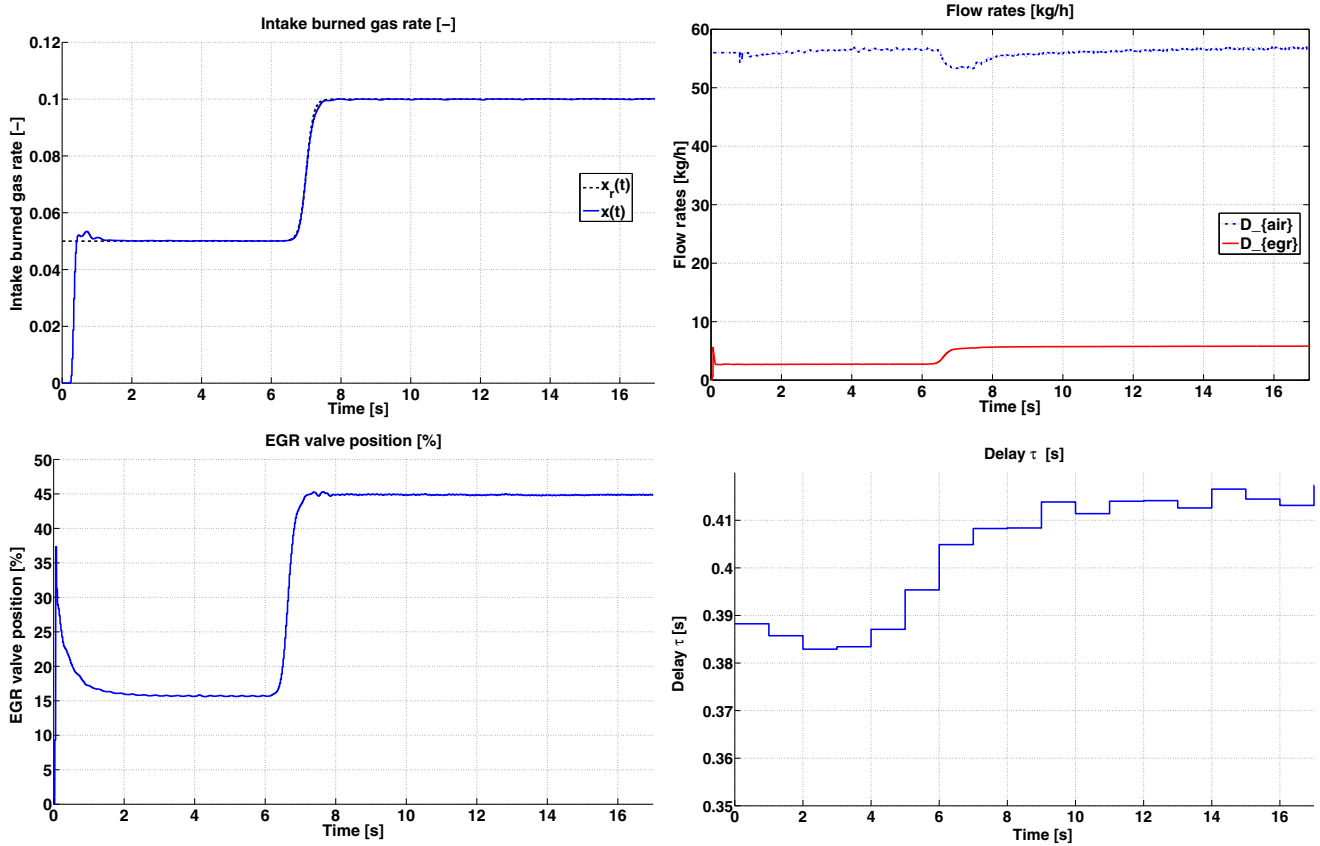 Intake burned gas rate [−]
0.12
0.1
0.08
0.06
0.04
0.02
0
Intake burned gas rate [−]
x_r(t)
x(t)
0 2 4 6 8 10 12 14 16
Time [s]
Flow rates [kg/h]
60
50
40
30
20
10
0
Flow rates [kg/h]
D_{air}
D_{egr}
0 2 4 6 8 10 12 14 16
Time [s]
EGR valve position [%]
50
45
40
35
30
25
20
15
10
5
0
EGR valve position [%]
0 2 4 6 8 10 12 14 16
Time [s]
Delay τ [s]
0.41
0.4
0.39
0.38
0.37
0.36
0.35
Delay τ [s]
0 2 4 6 8 10 12 14 16
Time [s]